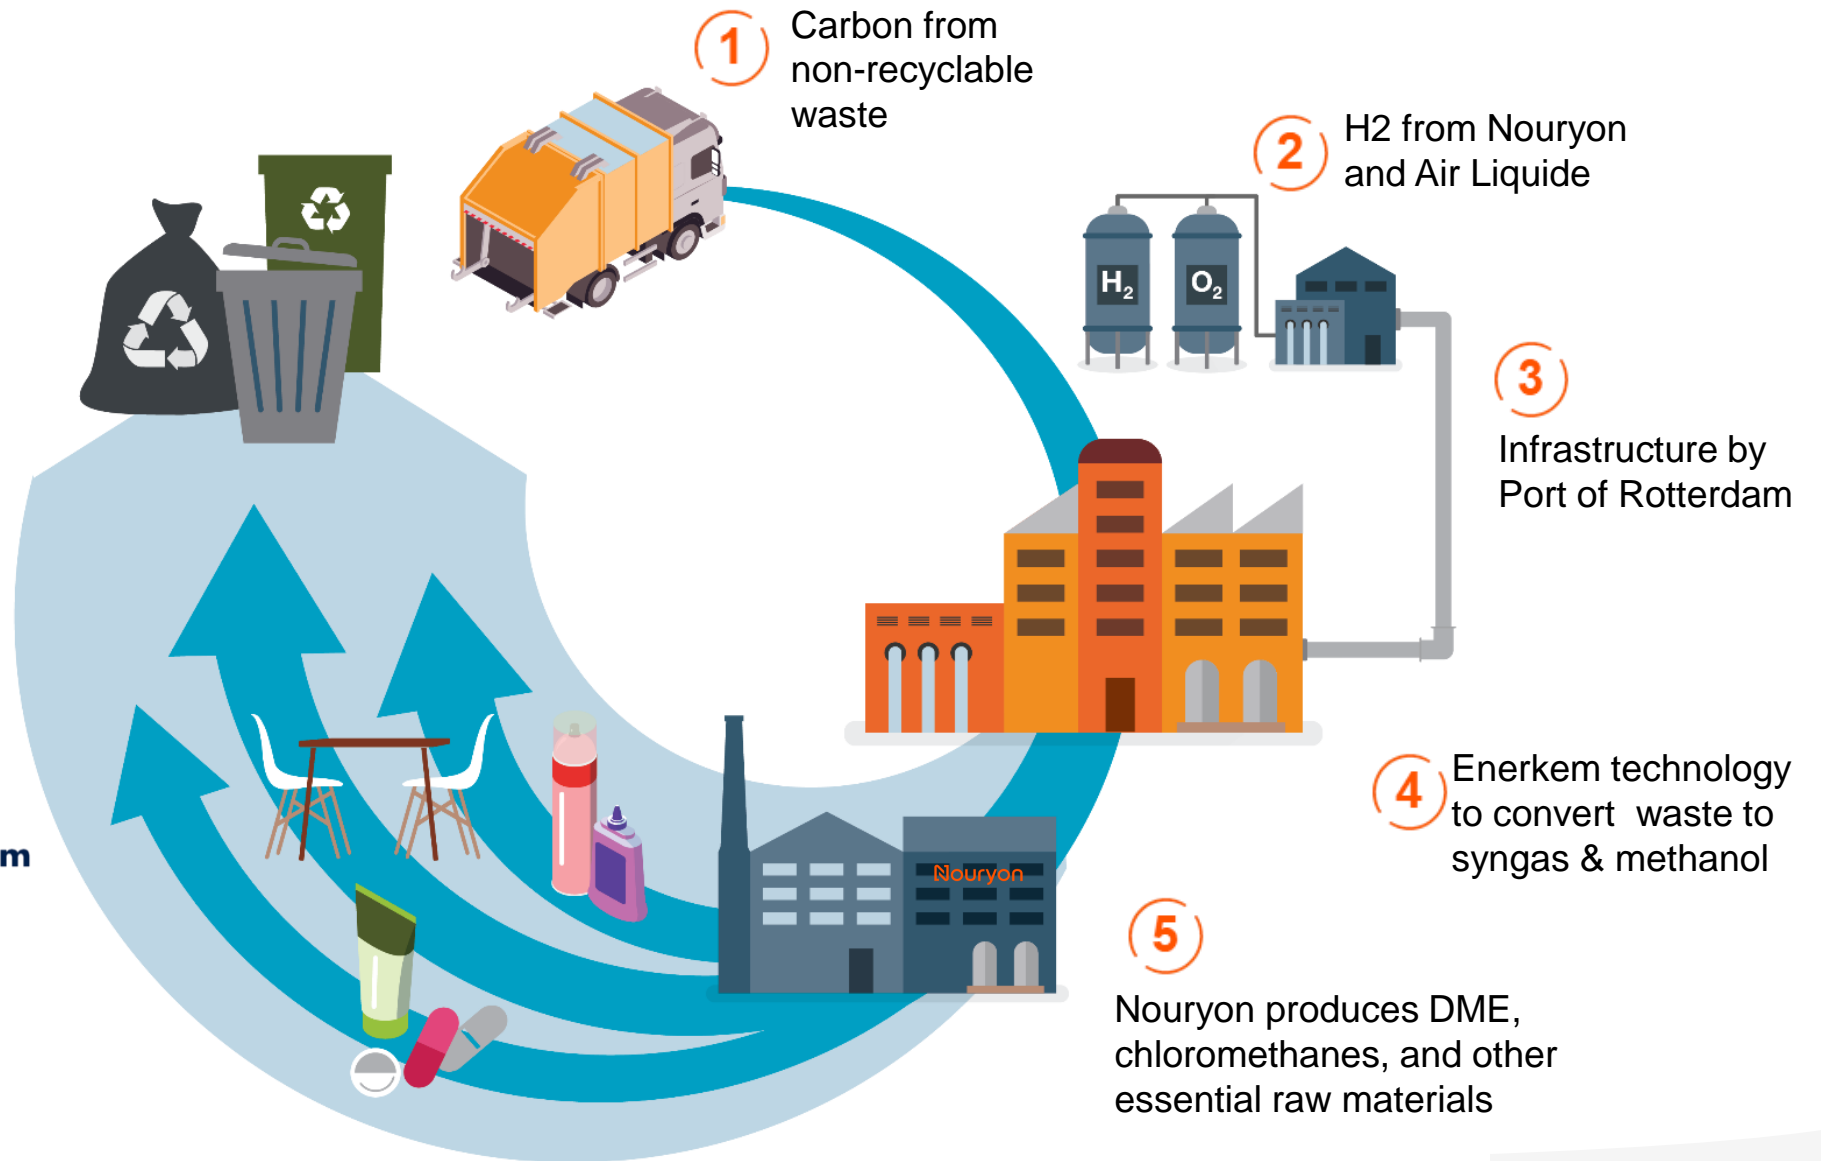 1
Carbon from
non-recyclable
waste
2
H2 from Nouryon
and Air Liquide
H2
O2
3
Infrastructure by
Port of Rotterdam
4
Enerkem technology
to convert  waste to
syngas & methanol
m
Nouryon
5
Nouryon produces DME,
chloromethanes, and other
essential raw materials